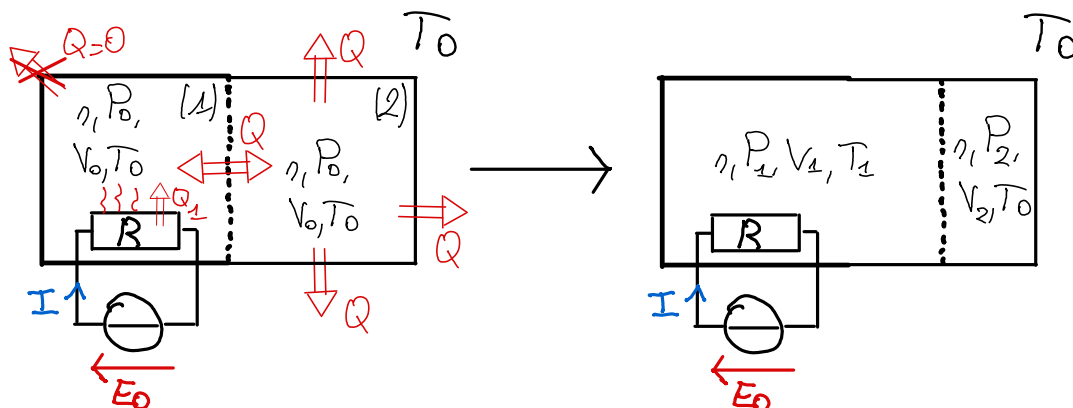 T₀
Q=0
Q
n, P₀,
V₀, T₀
(1)
Q
(2)
n, P₀,
V₀, T₀
Q₁
R
Q
Q
I
E₀
T₀
n, P₁, V₁, T₁
n, P₂,
V₂, T₀
R
I
E₀